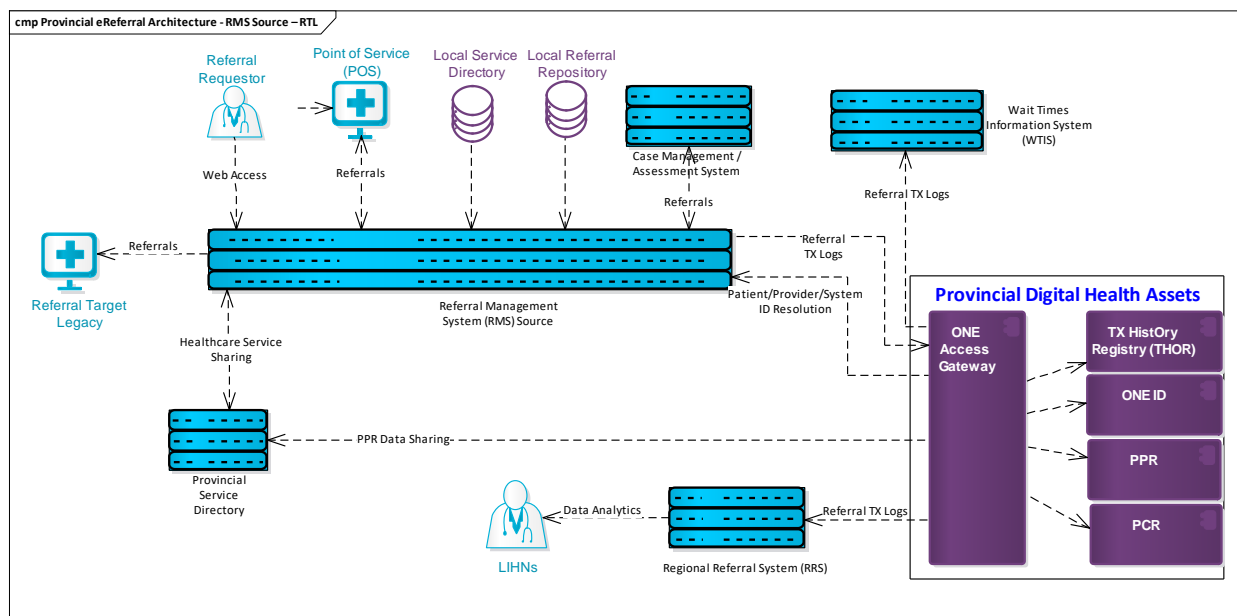 cmp Provincial eReferral Architecture - RMS Source – RTL
Referral
Requestor
Point of Service
(POS)
Local Service
Directory
Local Referral
Repository
Case Management /
Assessment System
Wait Times
Information System
(WTIS)
Web Access
Referrals
Referrals
Referral TX Logs
Referrals
Referral Target
Legacy
Referral Management
System (RMS) Source
Referral
TX Logs
Patient/Provider/System
ID Resolution
Healthcare Service
Sharing
Provincial
Service
Directory
PPR Data Sharing
Provincial Digital Health Assets
ONE
Access
Gateway
TX HistOry
Registry (THOR)
ONE ID
PPR
PCR
LIHNs
Data Analytics
Regional Referral System (RRS)
Referral TX Logs